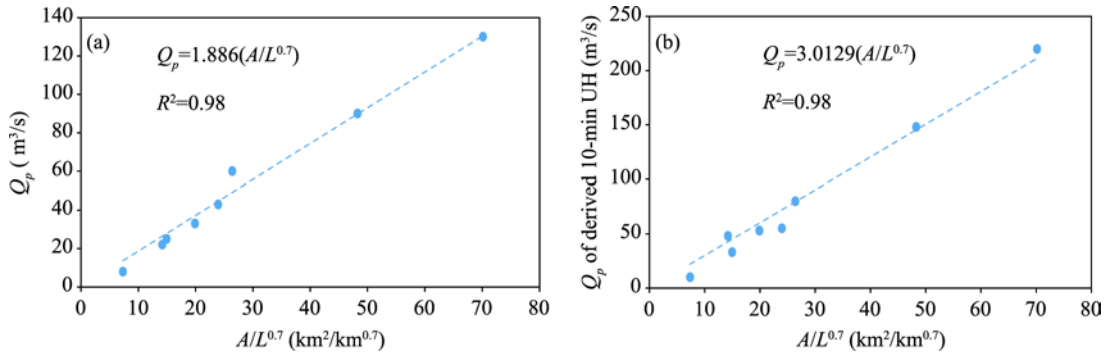 (a)
Qₚ=1.886(A/L⁰·⁷)
R²=0.98
Qₚ ( m³/s)
140
120
100
80
60
40
20
0
0 10 20 30 40 50 60 70 80
A/L⁰·⁷ (km²/km⁰·⁷)
(b)
Qₚ=3.0129(A/L⁰·⁷)
R²=0.98
Qₚ of derived 10-min UH (m³/s)
250
200
150
100
50
0
0 10 20 30 40 50 60 70 80
A/L⁰·⁷ (km²/km⁰·⁷)